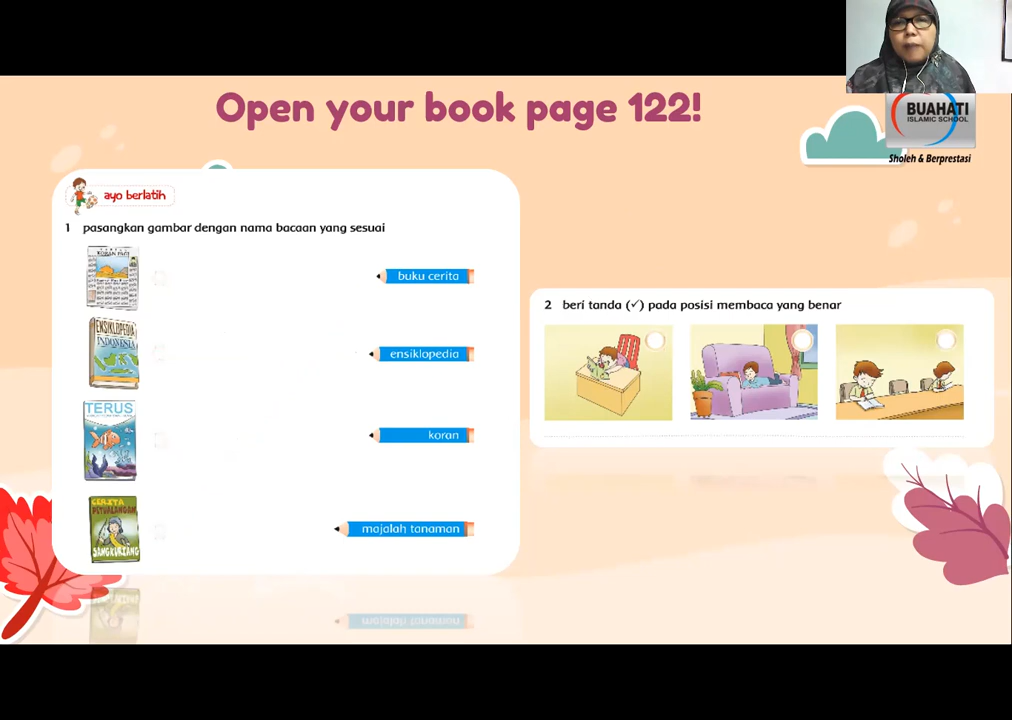 Open your book page 122!
BUAHATI
ISLAMIC SCHOOL
Sholeh & Berprestasi
ayo berlatih
1 pasangkan gambar dengan nama bacaan yang sesuai
KORAN PAGI
buku cerita
ENSIKLOPEDIA
INDONESIA
ensiklopedia
TERUS
koran
CERITA
PETUALANGAN
SANGKURIANG
majalah tanaman
2 beri tanda (✓) pada posisi membaca yang benar